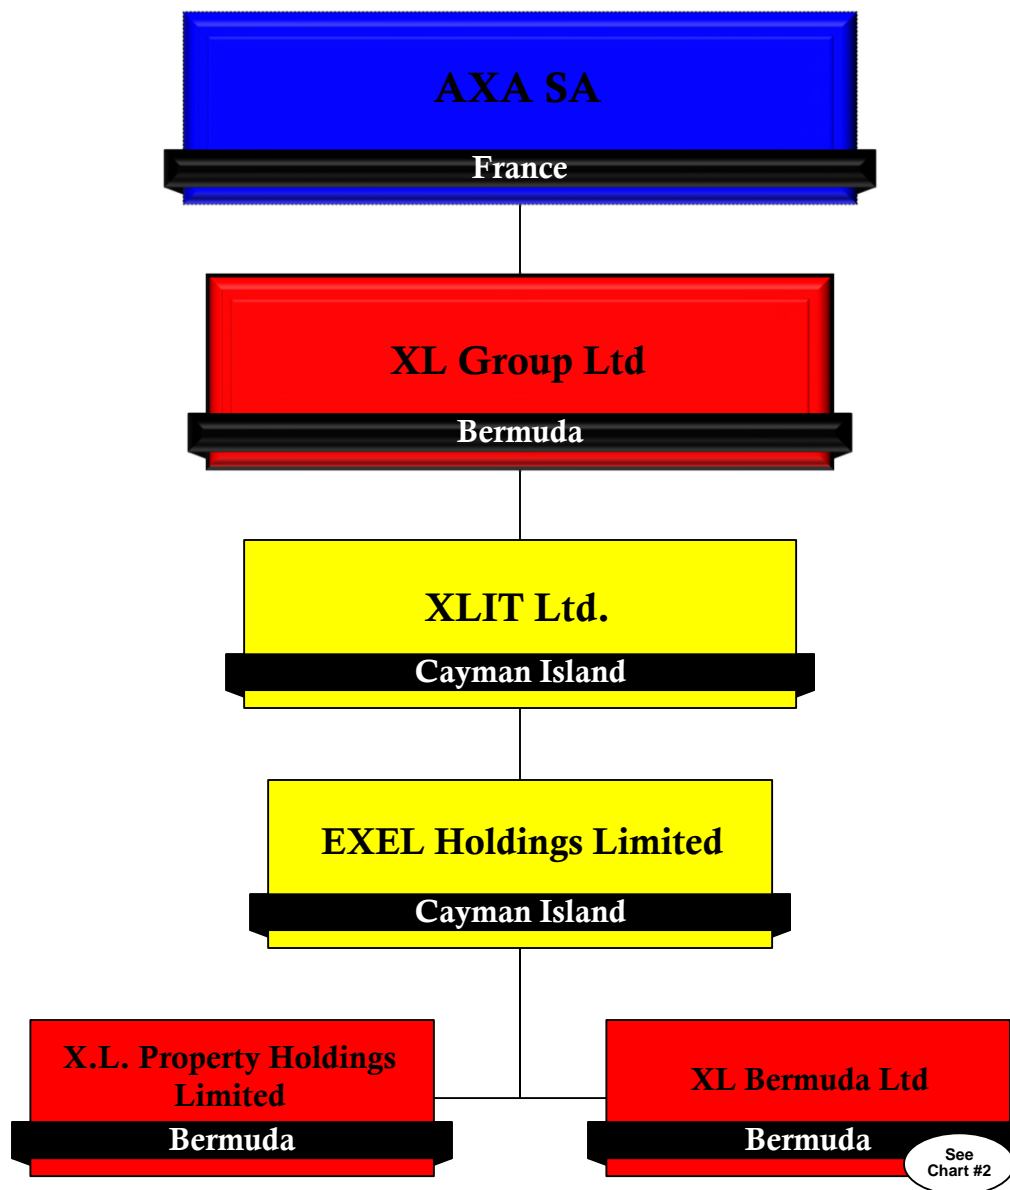 AXA SA
France
XL Group Ltd
Bermuda
XLIT Ltd.
Cayman Island
EXEL Holdings Limited
Cayman Island
X.L. Property Holdings
Limited
Bermuda
XL Bermuda Ltd
Bermuda
See
Chart #2